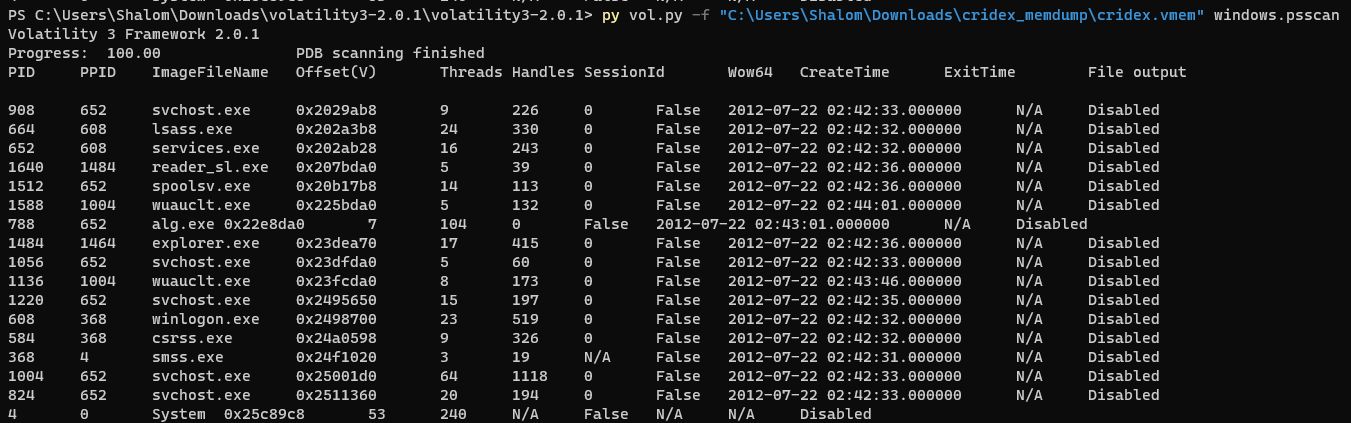 PS C:\Users\Shalom\Downloads\volatility3-2.0.1\volatility3-2.0.1> py vol.py -f "C:\Users\Shalom\Downloads\cridex_memdump\cridex.vmem" windows.psscan
Volatility 3 Framework 2.0.1
Progress: 100.00 PDB scanning finished
PID PPID ImageFileName Offset(V) Threads Handles SessionId Wow64 CreateTime ExitTime File output
908 652 svchost.exe 0x2029ab8 9 226 0 False 2012-07-22 02:42:33.000000 N/A Disabled
664 608 lsass.exe 0x202a3b8 24 330 0 False 2012-07-22 02:42:32.000000 N/A Disabled
652 608 services.exe 0x202ab28 16 243 0 False 2012-07-22 02:42:32.000000 N/A Disabled
1640 1484 reader_sl.exe 0x207bda0 5 39 0 False 2012-07-22 02:42:36.000000 N/A Disabled
1512 652 spoolsv.exe 0x20b17b8 14 113 0 False 2012-07-22 02:42:36.000000 N/A Disabled
1588 1004 wuauclt.exe 0x225bda0 5 132 0 False 2012-07-22 02:44:01.000000 N/A Disabled
788 652 alg.exe 0x22e8da0 7 104 0 False 2012-07-22 02:43:01.000000 N/A Disabled
1484 1464 explorer.exe 0x23dea70 17 415 0 False 2012-07-22 02:42:36.000000 N/A Disabled
1056 652 svchost.exe 0x23dfda0 5 60 0 False 2012-07-22 02:42:33.000000 N/A Disabled
1136 1004 wuauclt.exe 0x23fcda0 8 173 0 False 2012-07-22 02:43:46.000000 N/A Disabled
1220 652 svchost.exe 0x2495650 15 197 0 False 2012-07-22 02:42:35.000000 N/A Disabled
608 368 winlogon.exe 0x2498700 23 519 0 False 2012-07-22 02:42:32.000000 N/A Disabled
584 368 csrss.exe 0x24a0598 9 326 0 False 2012-07-22 02:42:32.000000 N/A Disabled
368 4 smss.exe 0x24f1020 3 19 N/A False 2012-07-22 02:42:31.000000 N/A Disabled
1004 652 svchost.exe 0x25001d0 64 1118 0 False 2012-07-22 02:42:33.000000 N/A Disabled
824 652 svchost.exe 0x2511360 20 194 0 False 2012-07-22 02:42:33.000000 N/A Disabled
4 0 System 0x25c89c8 53 240 N/A False N/A N/A Disabled